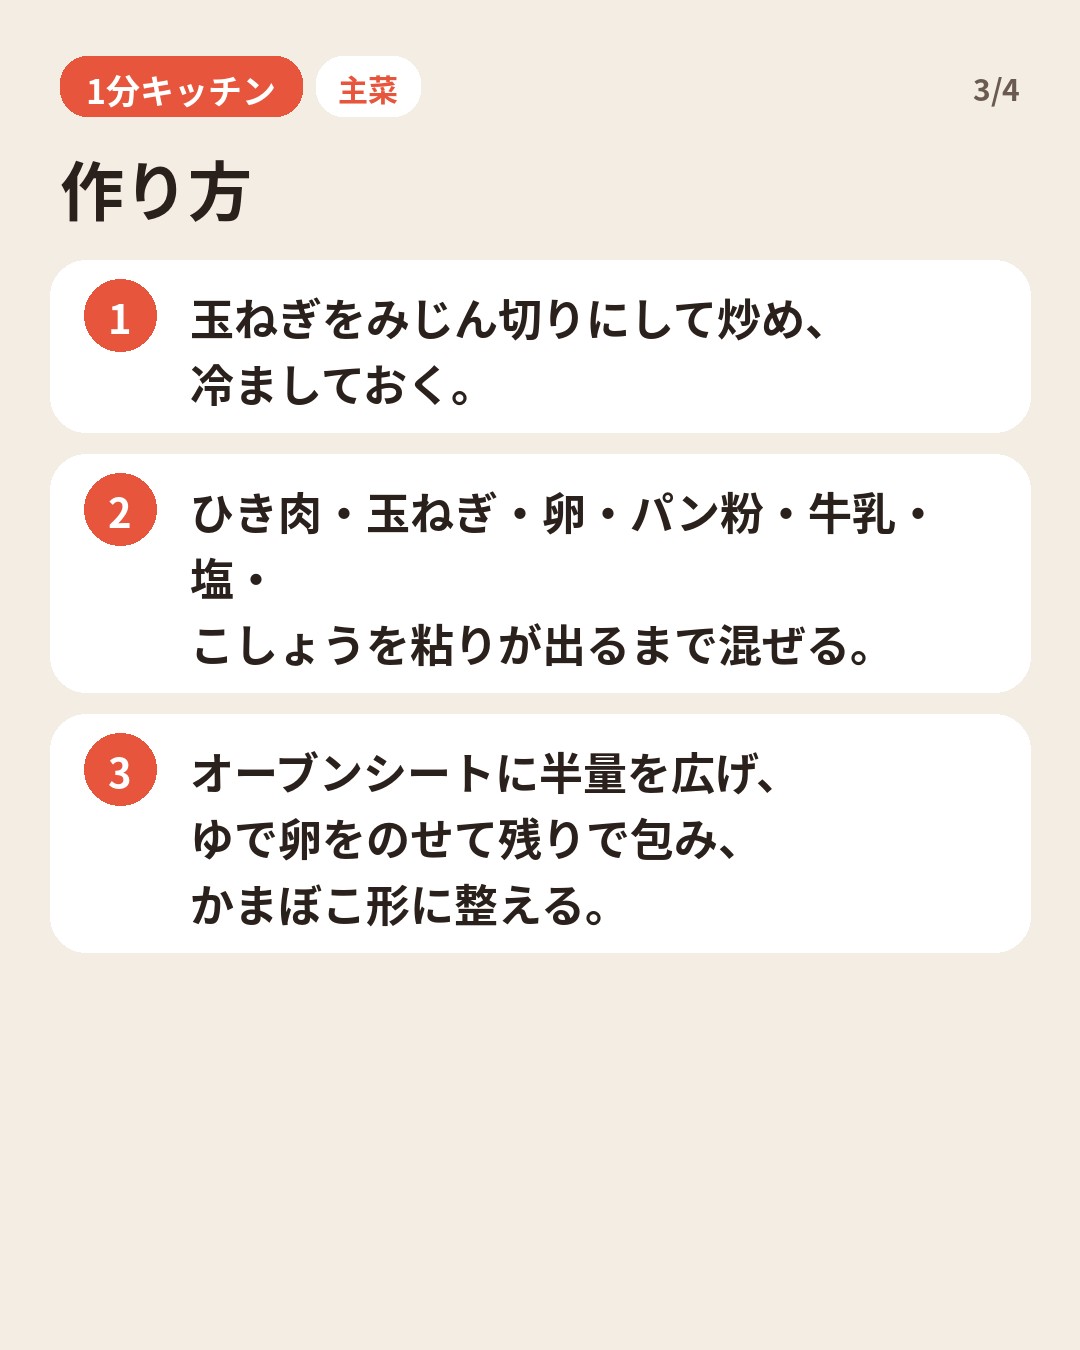 1分キッチン
主菜
3/4
作り方
1
玉ねぎをみじん切りにして炒め、
冷ましておく。
2
ひき肉・玉ねぎ・卵・パン粉・牛乳・
塩・
こしょうを粘りが出るまで混ぜる。
3
オーブンシートに半量を広げ、
ゆで卵をのせて残りで包み、
かまぼこ形に整える。